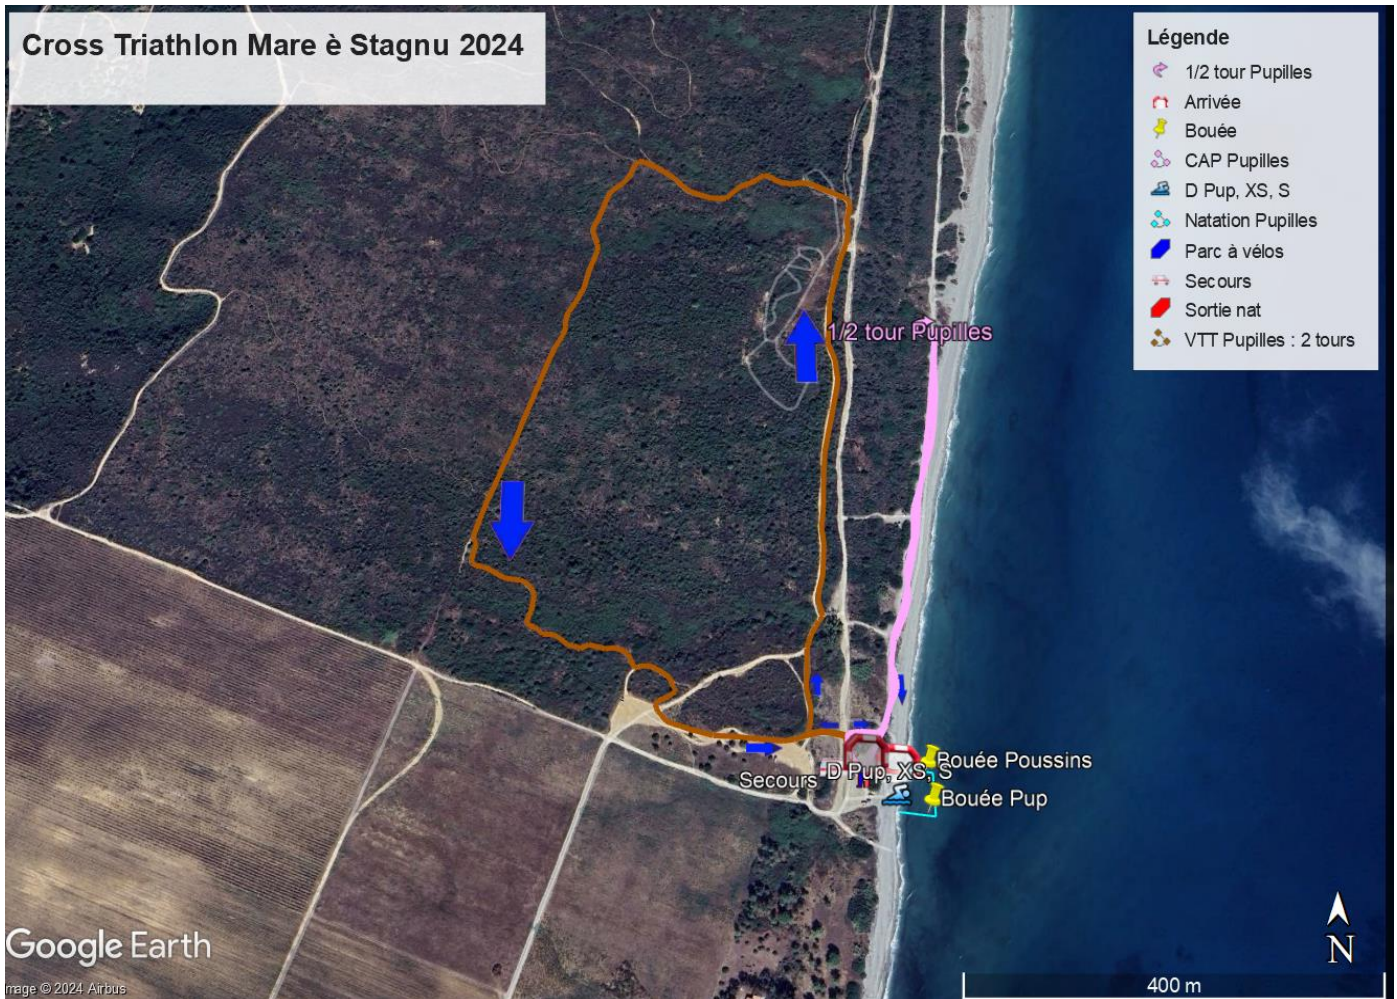 Cross Triathlon Mare è Stagnu 2024
Légende
1/2 tour Pupilles
Arrivée
Bouée
CAP Pupilles
D Pup, XS, S
Natation Pupilles
Parc à vélos
Secours
Sortie nat
VTT Pupilles : 2 tours
1/2 tour Pupilles
Bouée Poussins
D Pup, XS, S
Secours
Bouée Pup
N
Google Earth
400 m
mage © 2024 Airbus